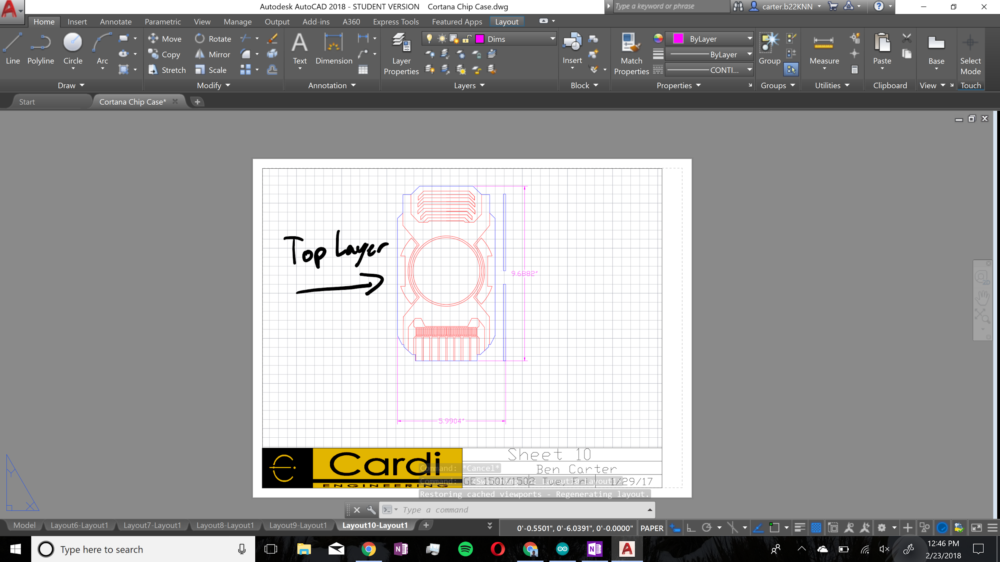 Autodesk AutoCAD 2018 - STUDENT VERSION Cortana Chip Case.dwg
Type a keyword or phrase
carter.b22KNN
Home Insert Annotate Parametric View Manage Output Add-ins A360 Express Tools Featured Apps Layout
Line Polyline Circle Arc
Move Rotate
Copy Mirror
Stretch Scale
Text Dimension
Layer Properties
Dims
Insert
Match Properties
ByLayer
ByLayer
CONTI...
Group
Measure
Paste
Base
Select Mode
Draw Modify Annotation Layers Block Properties Groups Utilities Clipboard View Touch
Start Cortana Chip Case*
Top Layer
9.6882"
5.9904"
2D
Y
X
Cardi
ENGINEERING
Sheet 10
Ben Carter
GE 1501/1502 Tue, Fri 1/29/17
Command: *Cancel*
Command: <Switching to: Layout10-Layout1>
Restoring cached viewports - Regenerating layout.
Type a command
Model Layout6-Layout1 Layout7-Layout1 Layout8-Layout1 Layout9-Layout1 Layout10-Layout1
0'-0.5501", 0'-6.0391", 0'-0.0000" PAPER
Type here to search
12:46 PM
2/23/2018